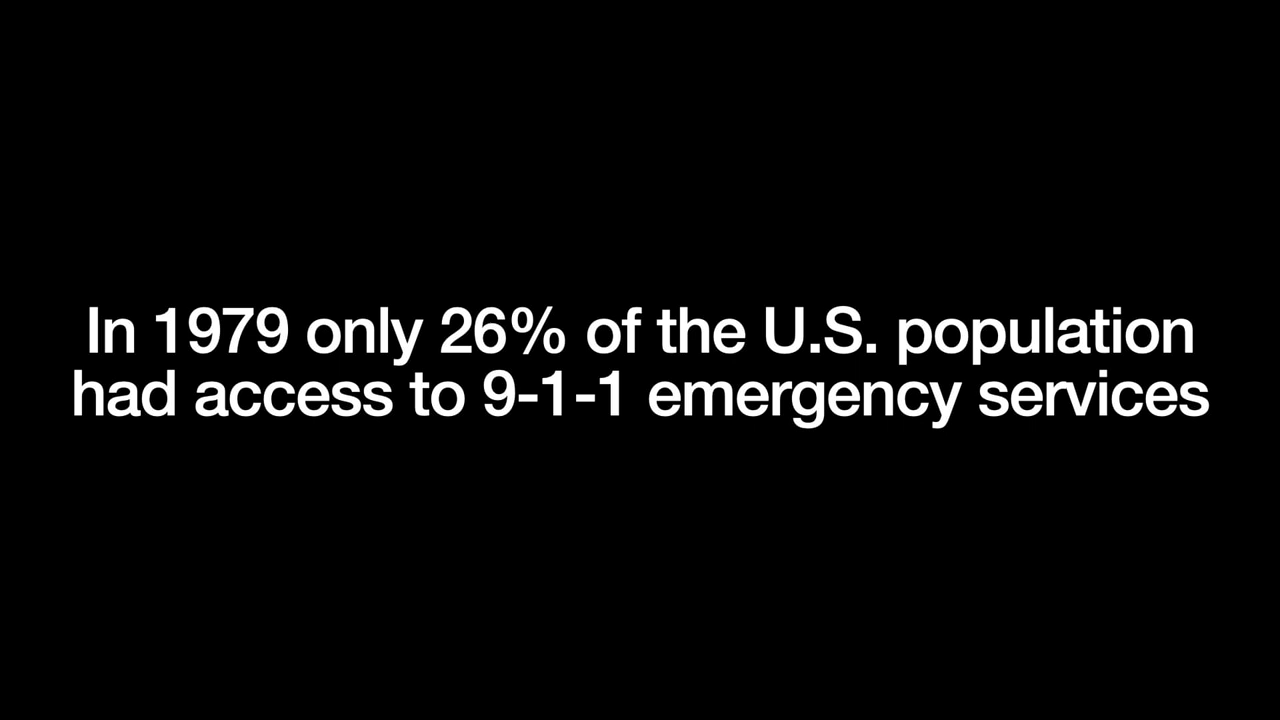 In 1979 only 26% of the U.S. population
had access to 9-1-1 emergency services